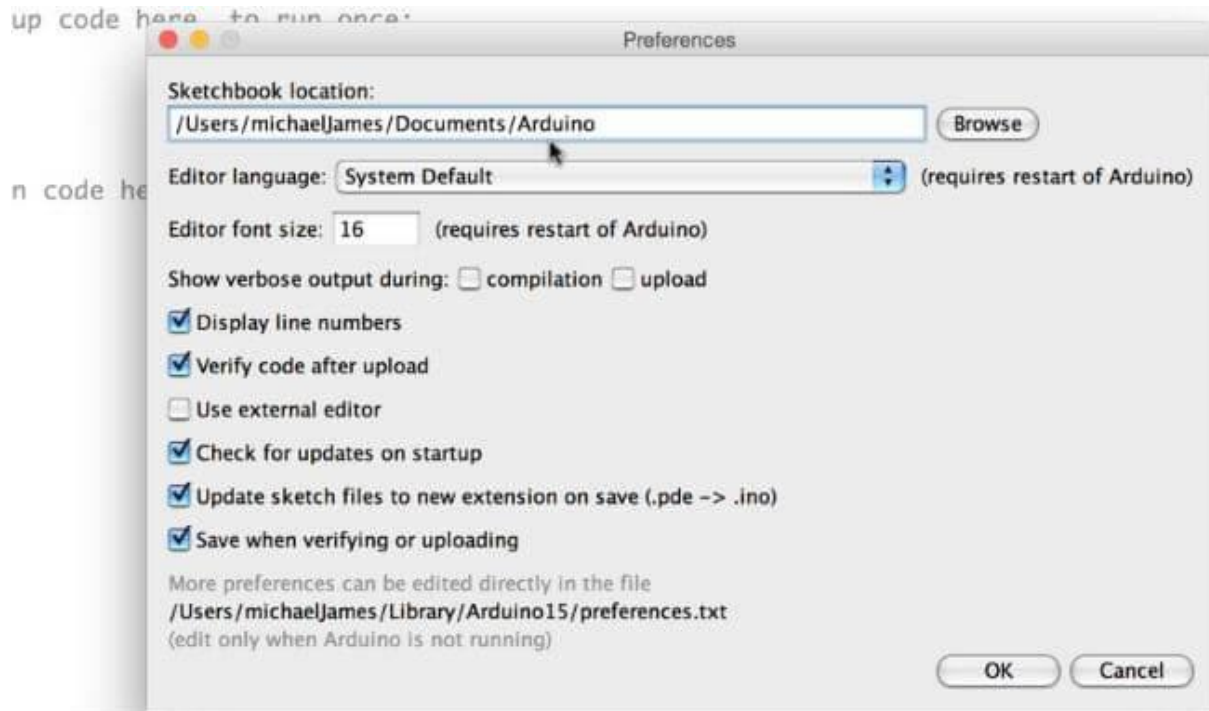 up code here, to run once:
Preferences
Sketchbook location:
/Users/michaelJames/Documents/Arduino
Browse
Editor language: System Default (requires restart of Arduino)
n code he
Editor font size: 16 (requires restart of Arduino)
Show verbose output during: compilation upload
Display line numbers
Verify code after upload
Use external editor
Check for updates on startup
Update sketch files to new extension on save (.pde -> .ino)
Save when verifying or uploading
More preferences can be edited directly in the file
/Users/michaelJames/Library/Arduino15/preferences.txt
(edit only when Arduino is not running)
OK Cancel